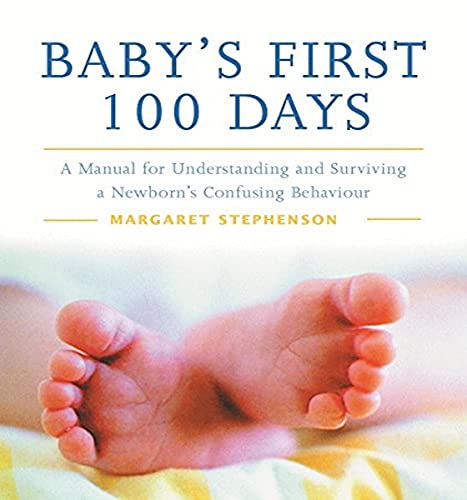 BABY'S FIRST
100 DAYS
A Manual for Understanding and Surviving
a Newborn's Confusing Behaviour
MARGARET STEPHENSON